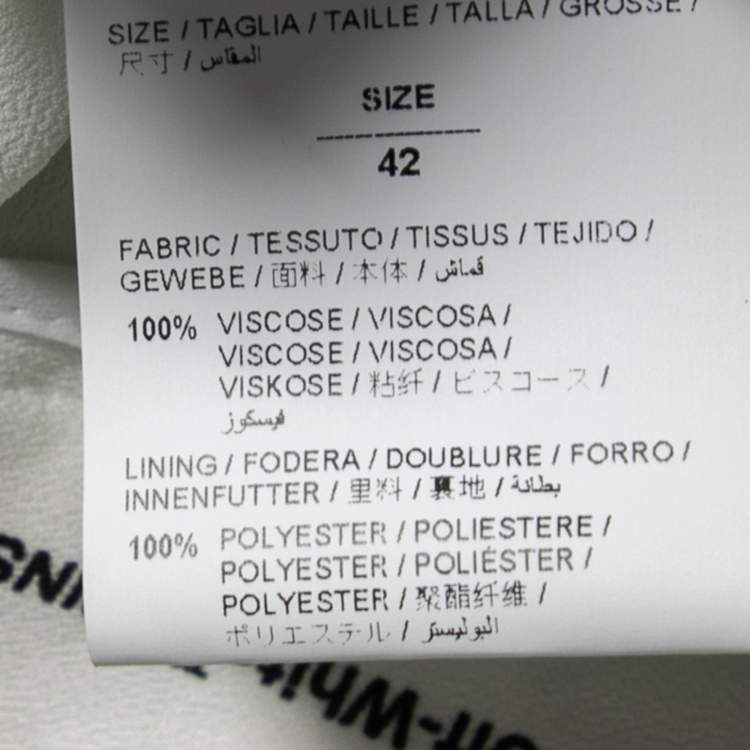 SIZE / TAGLIA / TAILLE / TALLA / GROSSE /
尺寸 / المقاس
SIZE
42
FABRIC / TESSUTO / TISSUS / TEJIDO /
GEWEBE / 面料 / 本体 / قماش
100% VISCOSE / VISCOSA /
VISCOSE / VISCOSA /
VISKOSE / 粘纤 / ビスコース /
فيسكوز
LINING / FODERA / DOUBLURE / FORRO /
INNENFUTTER / 里料 / 裏地 / بطانة
100% POLYESTER / POLIESTERE /
POLYESTER / POLIÉSTER /
POLYESTER / 聚酯纤维 /
ポリエステル / البوليستر
Off-White